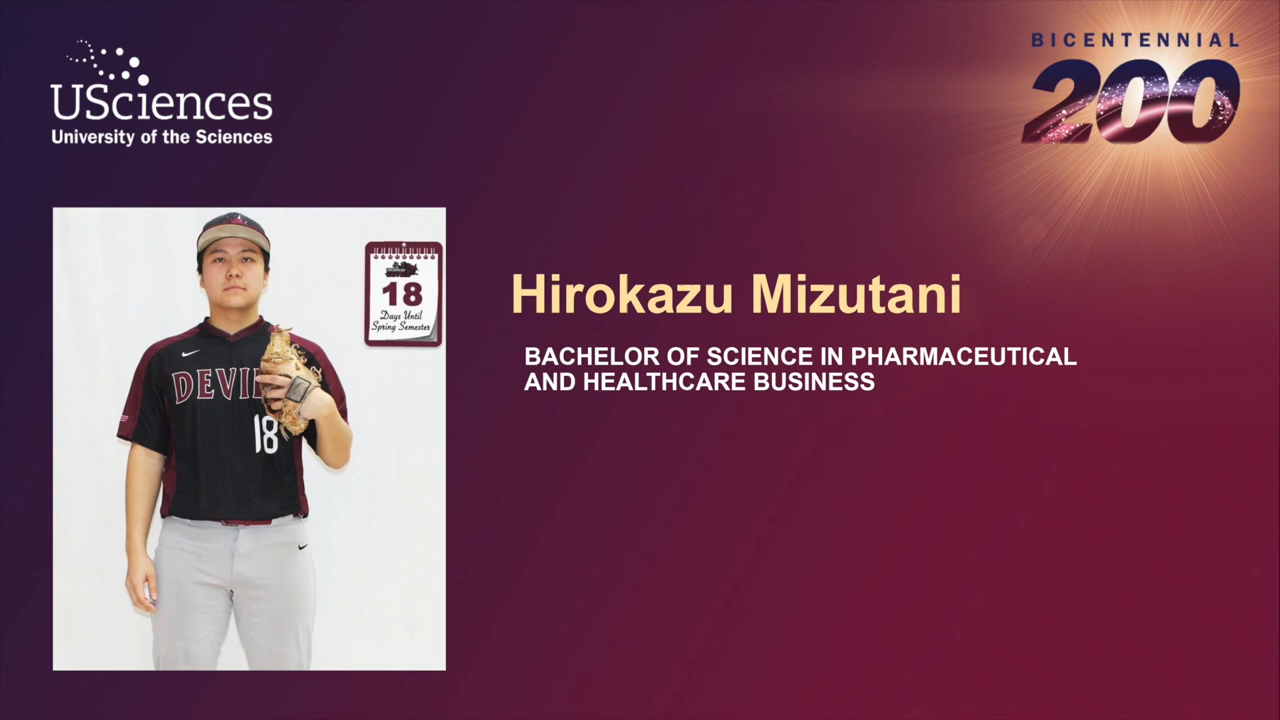 USciences
University of the Sciences
BICENTENNIAL
200
18
Days Until
Spring Semester
DEVI
18
Hirokazu Mizutani
BACHELOR OF SCIENCE IN PHARMACEUTICAL
AND HEALTHCARE BUSINESS